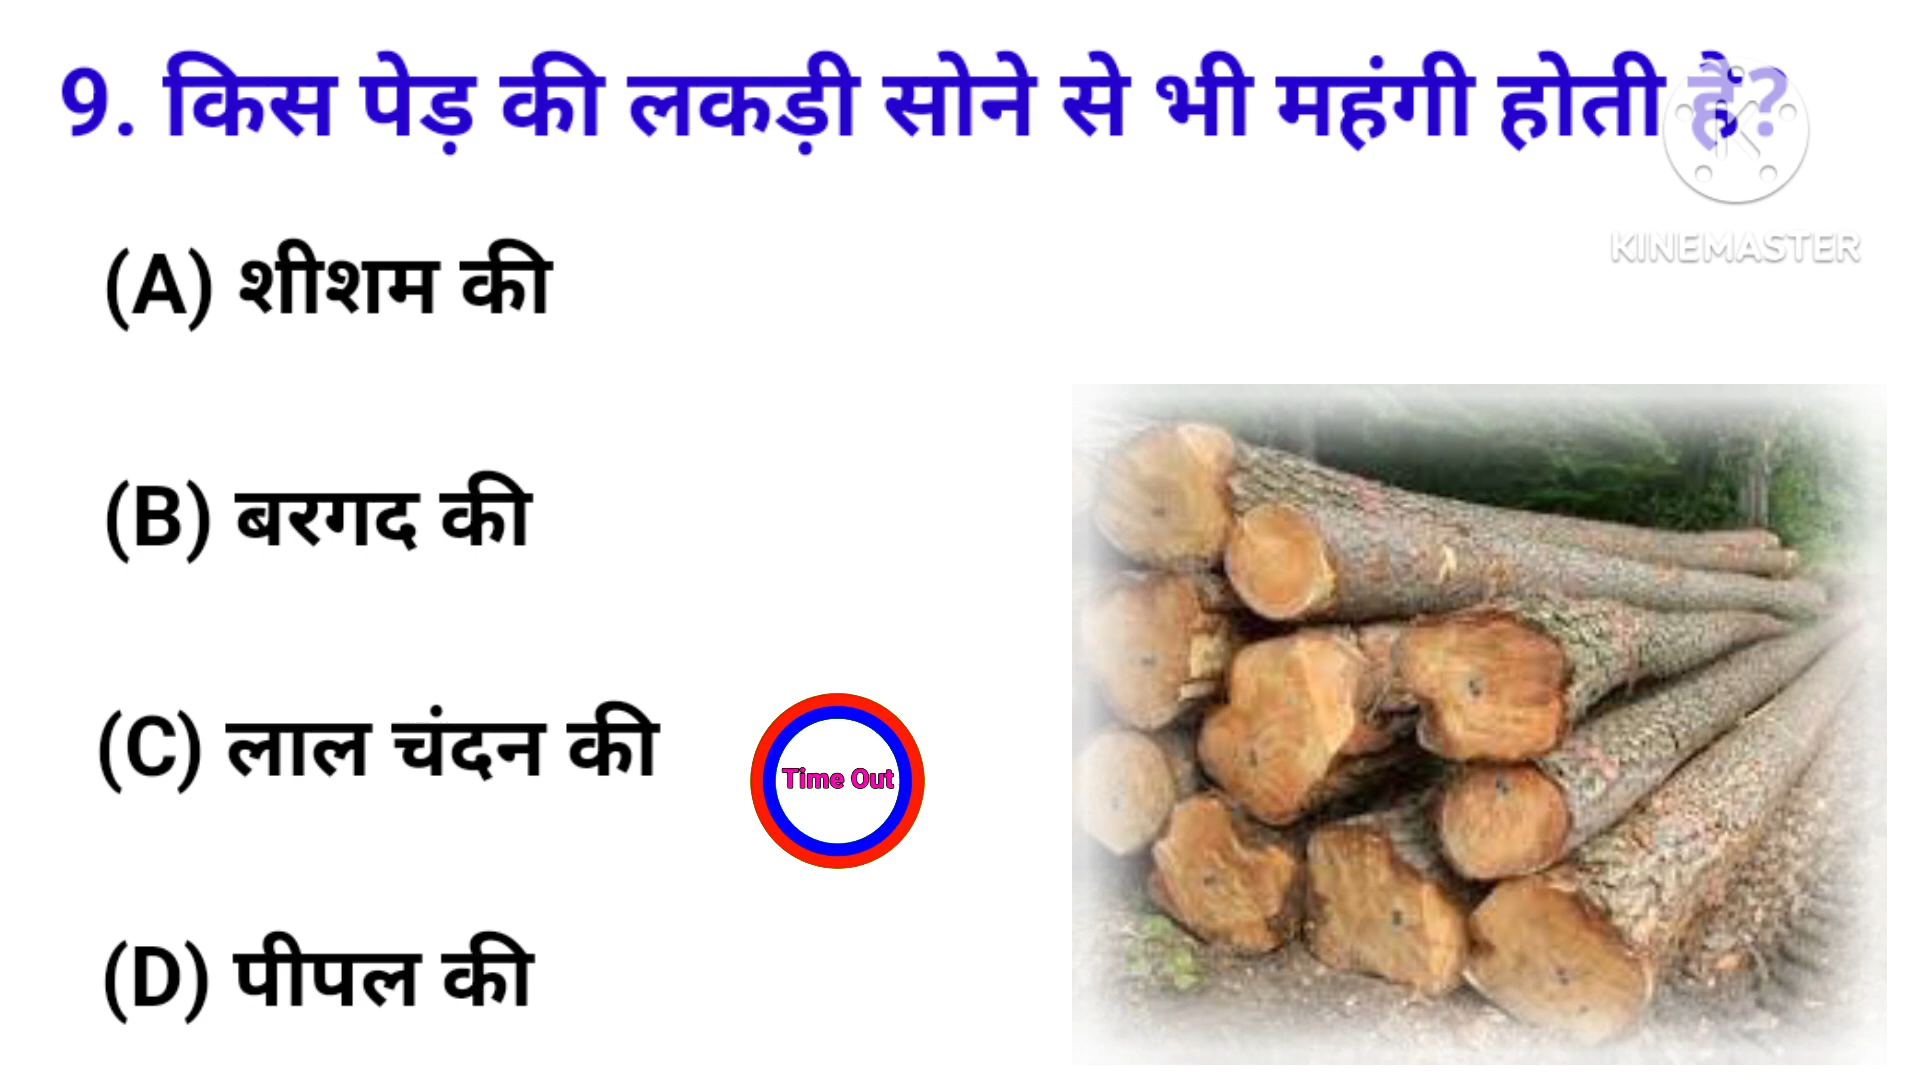 9. किस पेड़ की लकड़ी सोने से भी महंगी होती है?
KINEMASTER
(A) शीशम की
(B) बरगद की
(C) लाल चंदन की
Time Out
(D) पीपल की